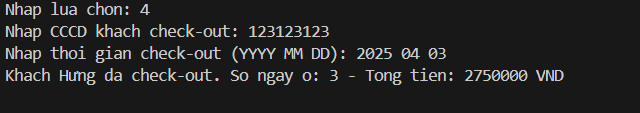 Nhap lua chon: 4
Nhap CCCD khach check-out: 123123123
Nhap thoi gian check-out (YYYY MM DD): 2025 04 03
Khach Hưng da check-out. So ngay o: 3 - Tong tien: 2750000 VND